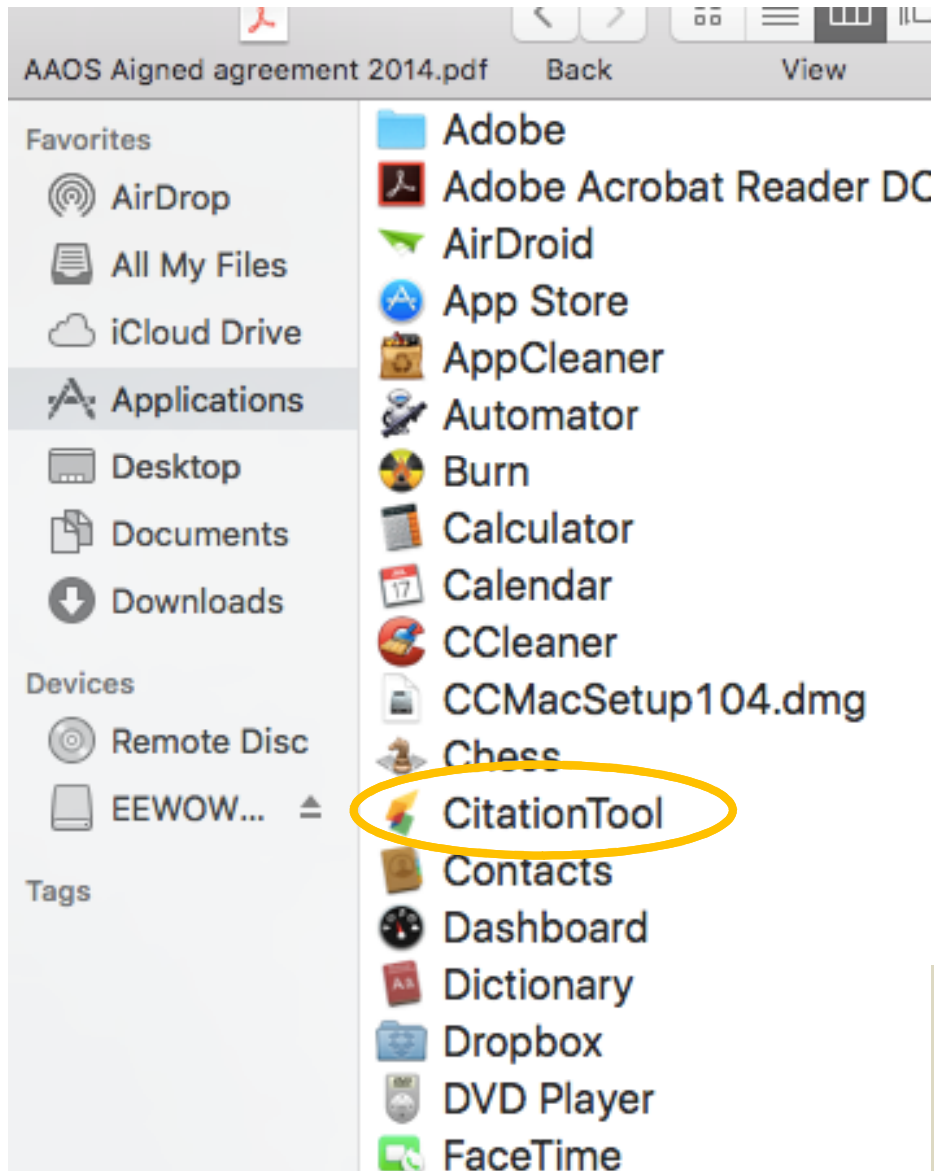 AAOS Aigned agreement 2014.pdf
Back
View
Favorites
AirDrop
All My Files
iCloud Drive
Applications
Desktop
Documents
Downloads
Devices
Remote Disc
EEWOW...
Tags
Adobe
Adobe Acrobat Reader DC
AirDroid
App Store
AppCleaner
Automator
Burn
Calculator
Calendar
CCleaner
CCMacSetup104.dmg
Chess
CitationTool
Contacts
Dashboard
Dictionary
Dropbox
DVD Player
FaceTime